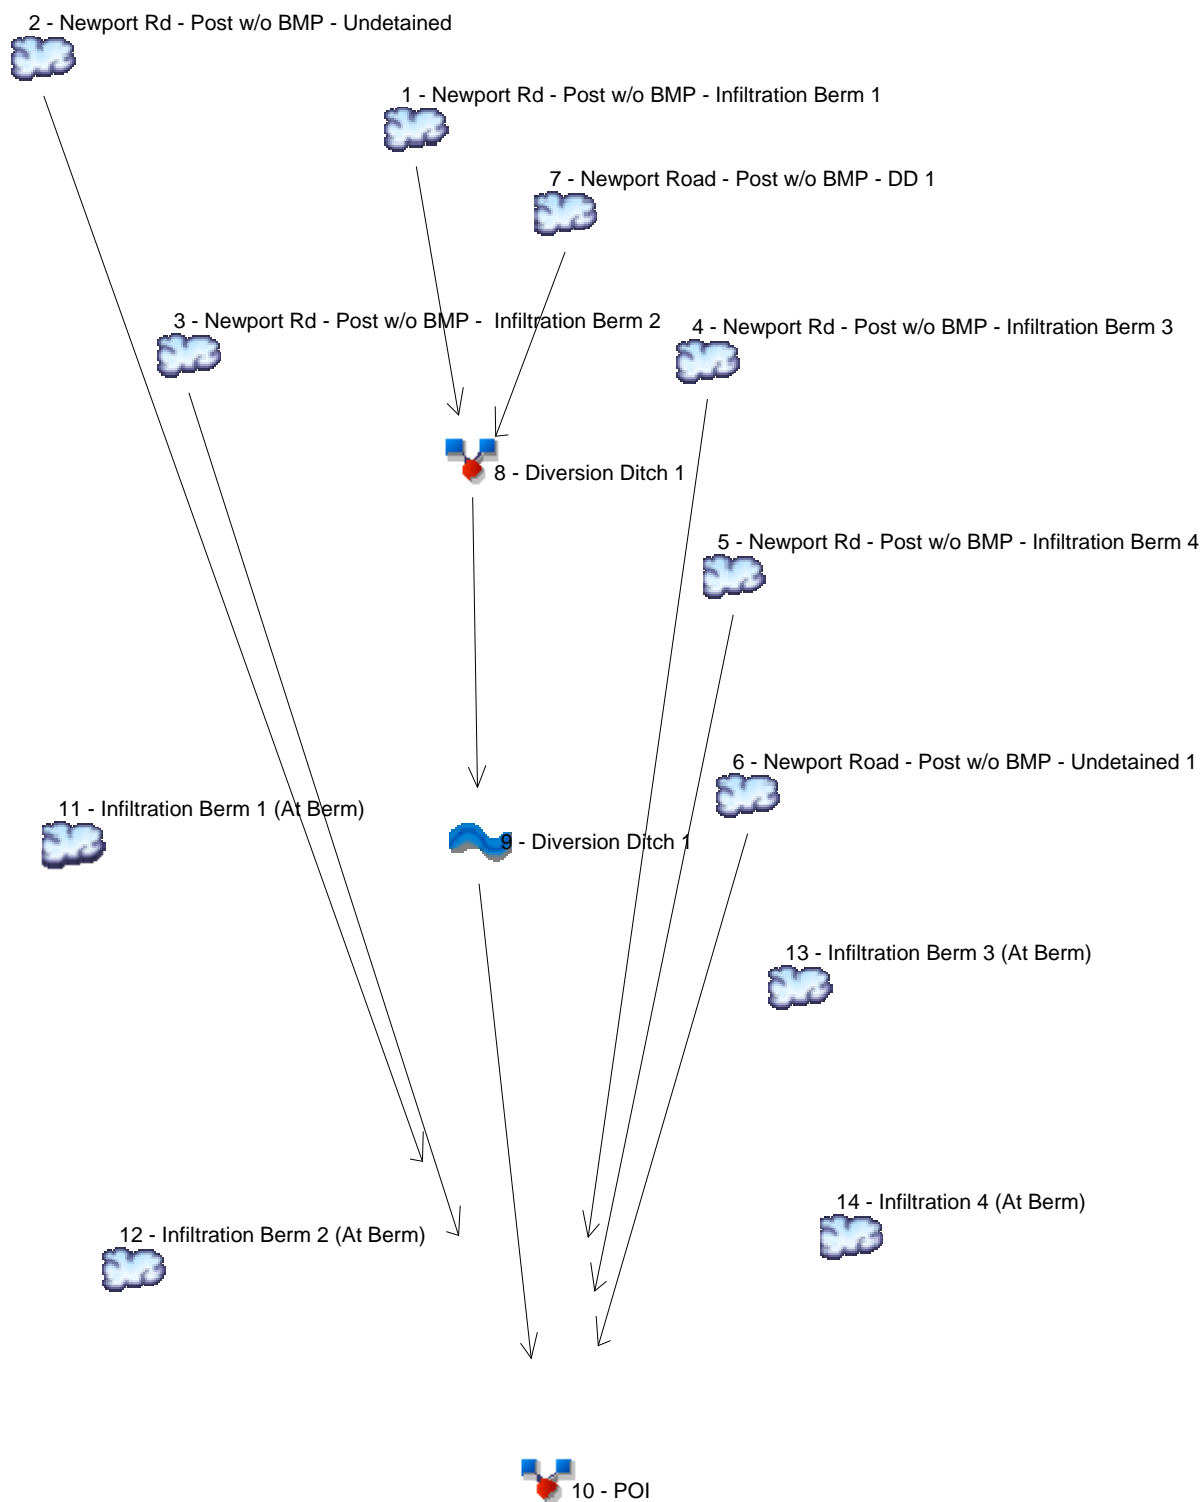 2 - Newport Rd - Post w/o BMP - Undetained
1 - Newport Rd - Post w/o BMP - Infiltration Berm 1
7 - Newport Road - Post w/o BMP - DD 1
3 - Newport Rd - Post w/o BMP -  Infiltration Berm 2
4 - Newport Rd - Post w/o BMP - Infiltration Berm 3
8 - Diversion Ditch 1
5 - Newport Rd - Post w/o BMP - Infiltration Berm 4
6 - Newport Road - Post w/o BMP - Undetained 1
11 - Infiltration Berm 1 (At Berm)
9 - Diversion Ditch 1
13 - Infiltration Berm 3 (At Berm)
14 - Infiltration 4 (At Berm)
12 - Infiltration Berm 2 (At Berm)
10 - POI